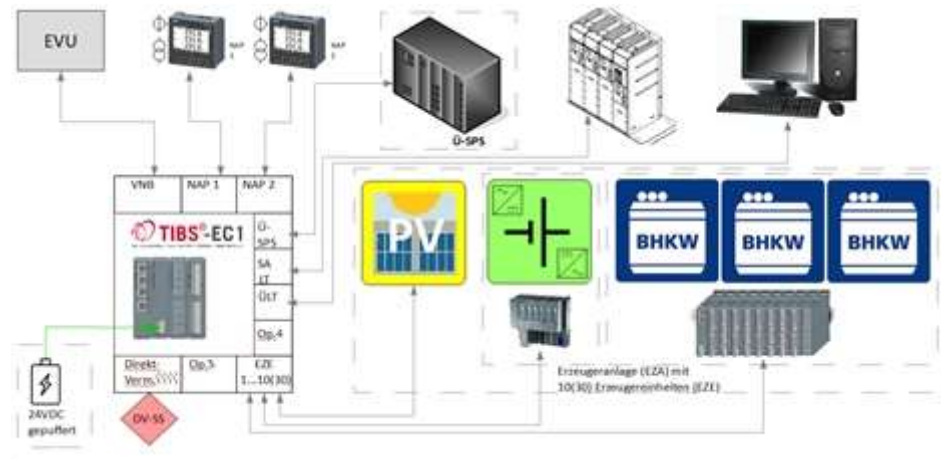 EVU
NAP
NAP
Ü-SPS
VNB
NAP 1
NAP 2
TIBS®-EC1
Ü-
SPS
SA
LT
ÜLT
Op.4
Direkt-
Verm.
Op.5
EZE
1...10(30)
PV
BHKW
BHKW
BHKW
Erzeugeranlage (EZA) mit
10(30) Erzeugereinheiten (EZE)
24VDC
gepuffert
DV-SS